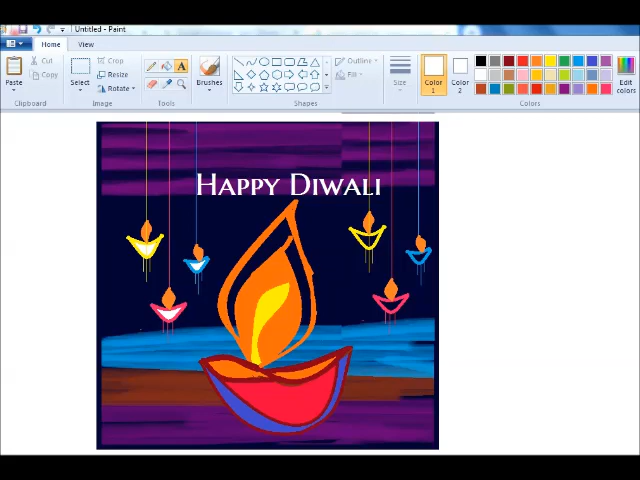 Untitled - Paint
Home View
Paste Cut Copy Clipboard
Select Crop Resize Rotate Image
A Tools
Brushes
Outline Fill Shapes
Size
Color 1 Color 2 Edit colors Colors
Happy Diwali